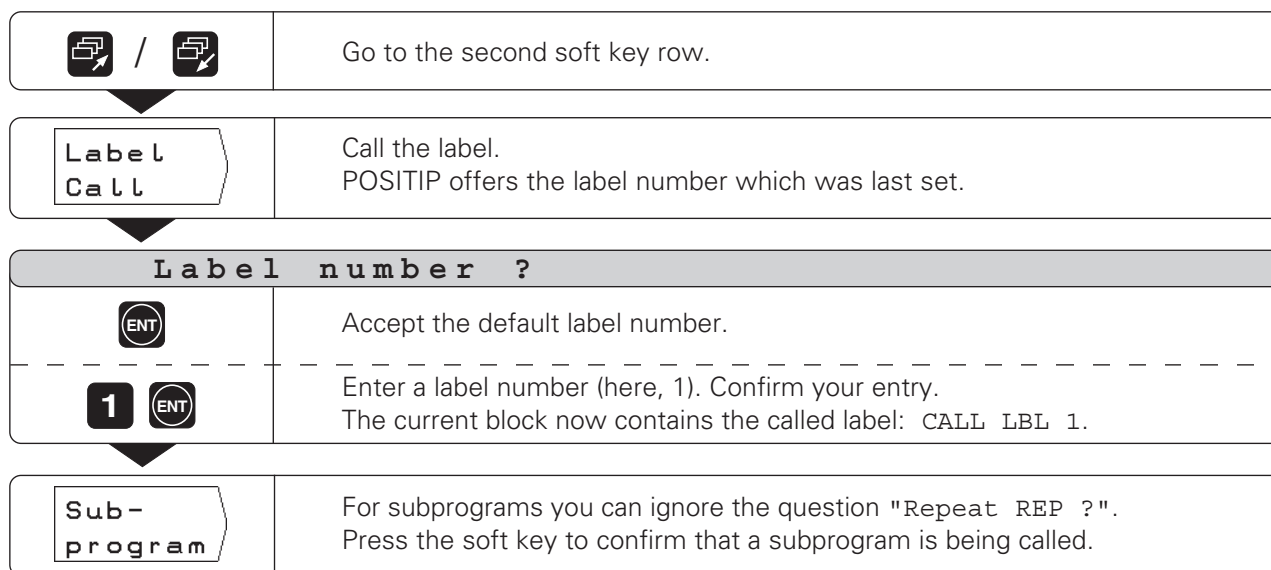 /
Go to the second soft key row.
Label
Call
Call the label.
POSITIP offers the label number which was last set.
Label number ?
ENT
Accept the default label number.
1 ENT
Enter a label number (here, 1). Confirm your entry.
The current block now contains the called label: CALL LBL 1.
Sub-
program
For subprograms you can ignore the question "Repeat REP ?".
Press the soft key to confirm that a subprogram is being called.